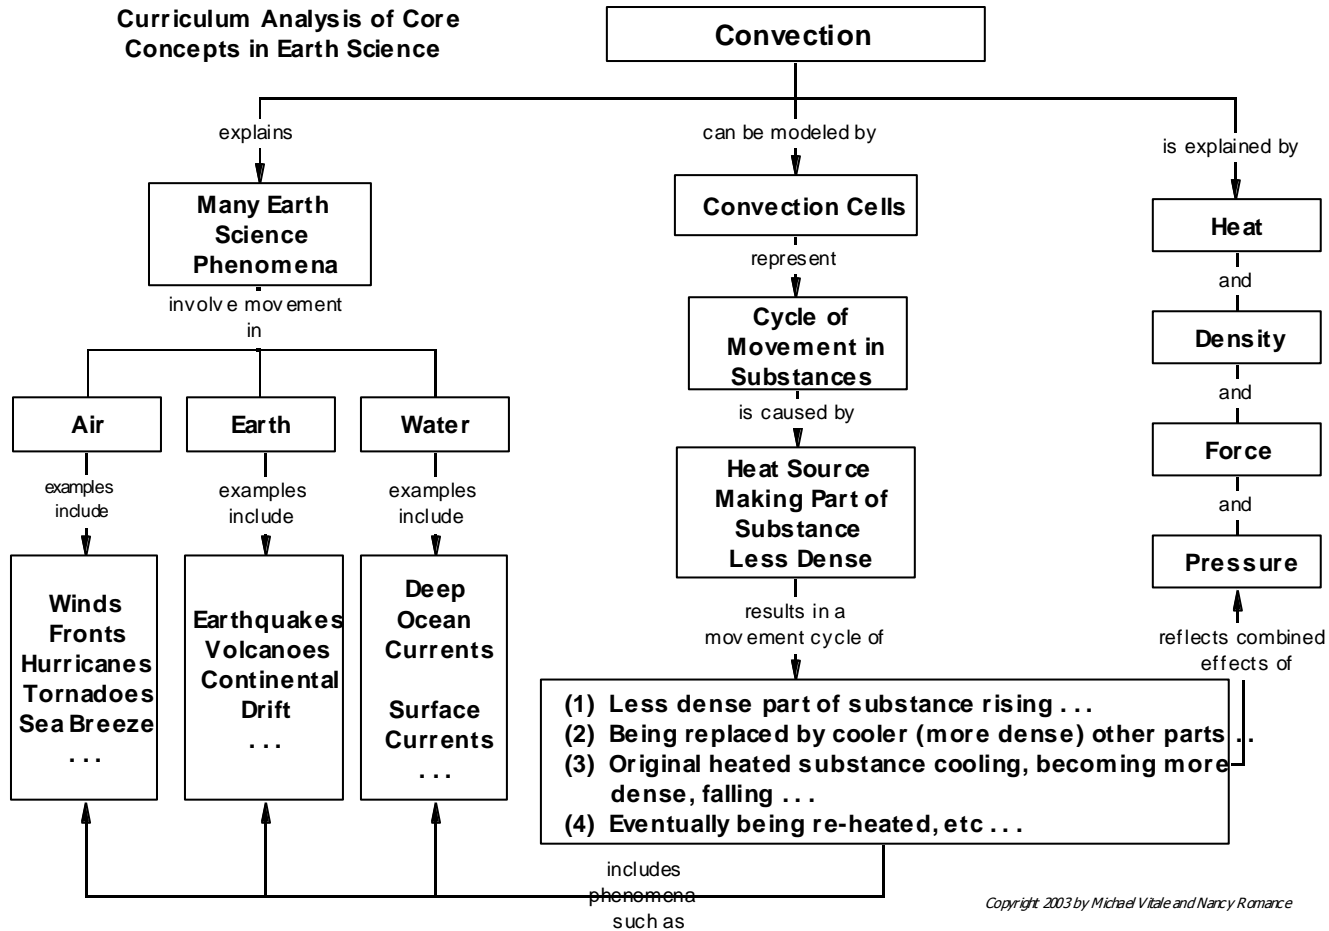 Curriculum Analysis of Core
Concepts in Earth Science
Convection
explains
can be modeled by
is explained by
Many Earth
Science
Phenomena
Convection Cells
Heat
involve movement
in
represent
and
Cycle of
Movement in
Substances
Density
is caused by
and
Air
Earth
Water
Heat Source
Making Part of
Substance
Less Dense
Force
and
examples
include
examples
include
examples
include
Pressure
Winds
Fronts
Hurricanes
Tornadoes
Sea Breeze
. . .
Earthquakes
Volcanoes
Continental
Drift
. . .
Deep
Ocean
Currents
Surface
Currents
. . .
results in a
movement cycle of
reflects combined
effects of
(1) Less dense part of substance rising . . .
(2) Being replaced by cooler (more dense) other parts . .
(3) Original heated substance cooling, becoming more
dense, falling . . .
(4) Eventually being re-heated, etc . . .
includes
phenomena
such as
Copyright 2003 by Michael Vitale and Nancy Romance